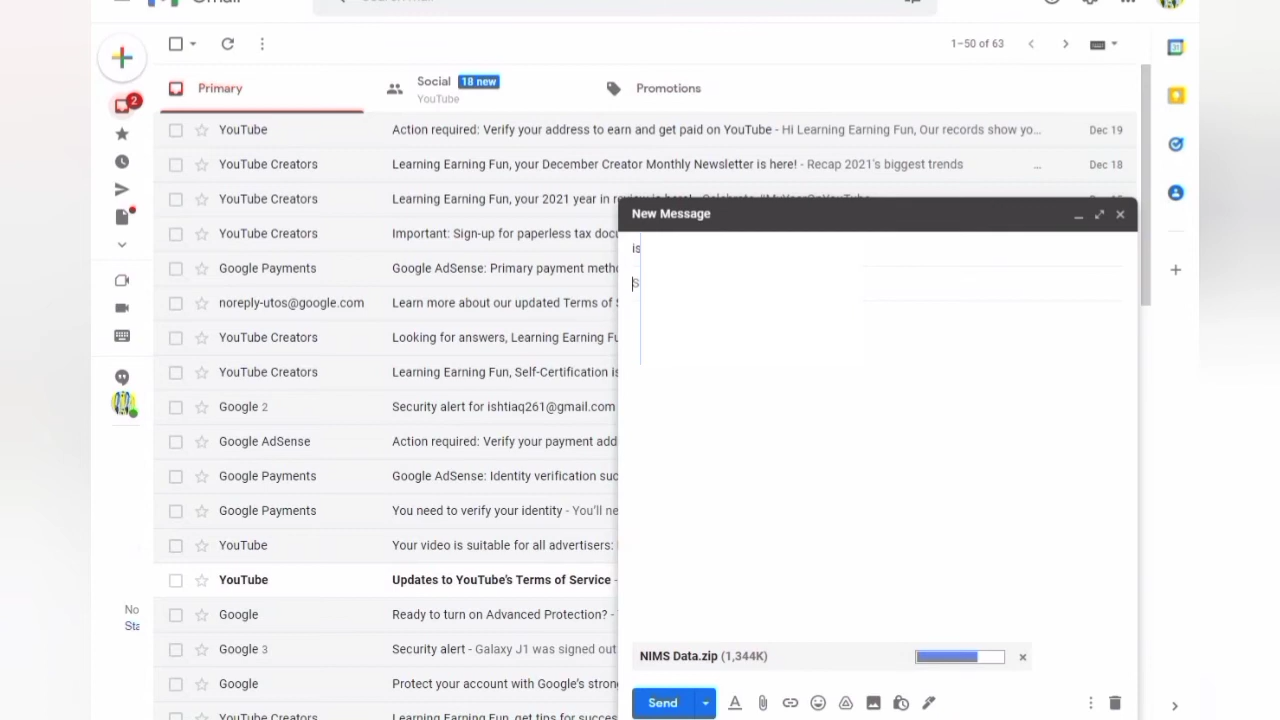 1–50 of 63
Primary
Social 18 new
YouTube
Promotions
2
YouTube Action required: Verify your address to earn and get paid on YouTube - Hi Learning Earning Fun, Our records show yo... Dec 19
YouTube Creators Learning Earning Fun, your December Creator Monthly Newsletter is here! - Recap 2021's biggest trends ... Dec 18
YouTube Creators Learning Earning Fun, your 2021 year in
YouTube Creators Important: Sign-up for paperless tax
Google Payments Google AdSense: Primary payment
noreply-utos@google.com Learn more about our updated Terms of
YouTube Creators Looking for answers, Learning Earning
YouTube Creators Learning Earning Fun, Self-Certification is
Google 2 Security alert for ishtiaq261@gmail.com
Google AdSense Action required: Verify your payment
Google Payments Google AdSense: Identity verification
Google Payments You need to verify your identity - You'll
YouTube Your video is suitable for all advertisers:
YouTube Updates to YouTube's Terms of Service -
Google Ready to turn on Advanced Protection? -
Google 3 Security alert - Galaxy J1 was signed out
Google Protect your account with Google's
YouTube Creators Learning Earning Fun, get tips for
New Message
is
S
NIMS Data.zip (1,344K)
Send
No
Sta